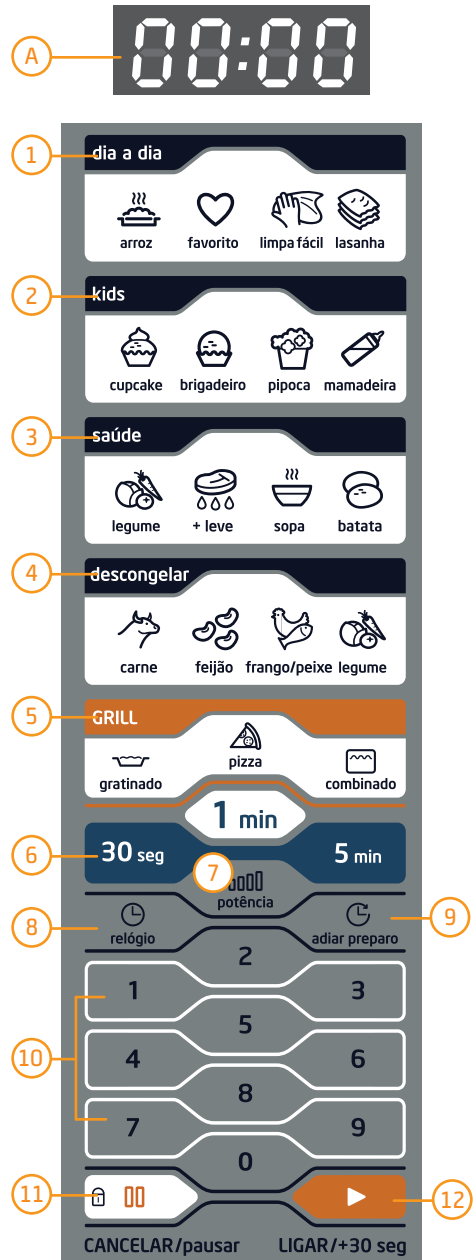 A
00:00
1
dia a dia
arroz favorito limpa fácil lasanha
2
kids
cupcake brigadeiro pipoca mamadeira
3
saúde
legume + leve sopa batata
4
descongelar
carne feijão frango/peixe legume
5
GRILL
gratinado pizza combinado
1 min
6
30 seg 5 min
7
potência
8
relógio
adiar preparo
9
2
1 3
5
10
4 6
8
7 9
0
11
12
CANCELAR/pausar LIGAR/+30 seg